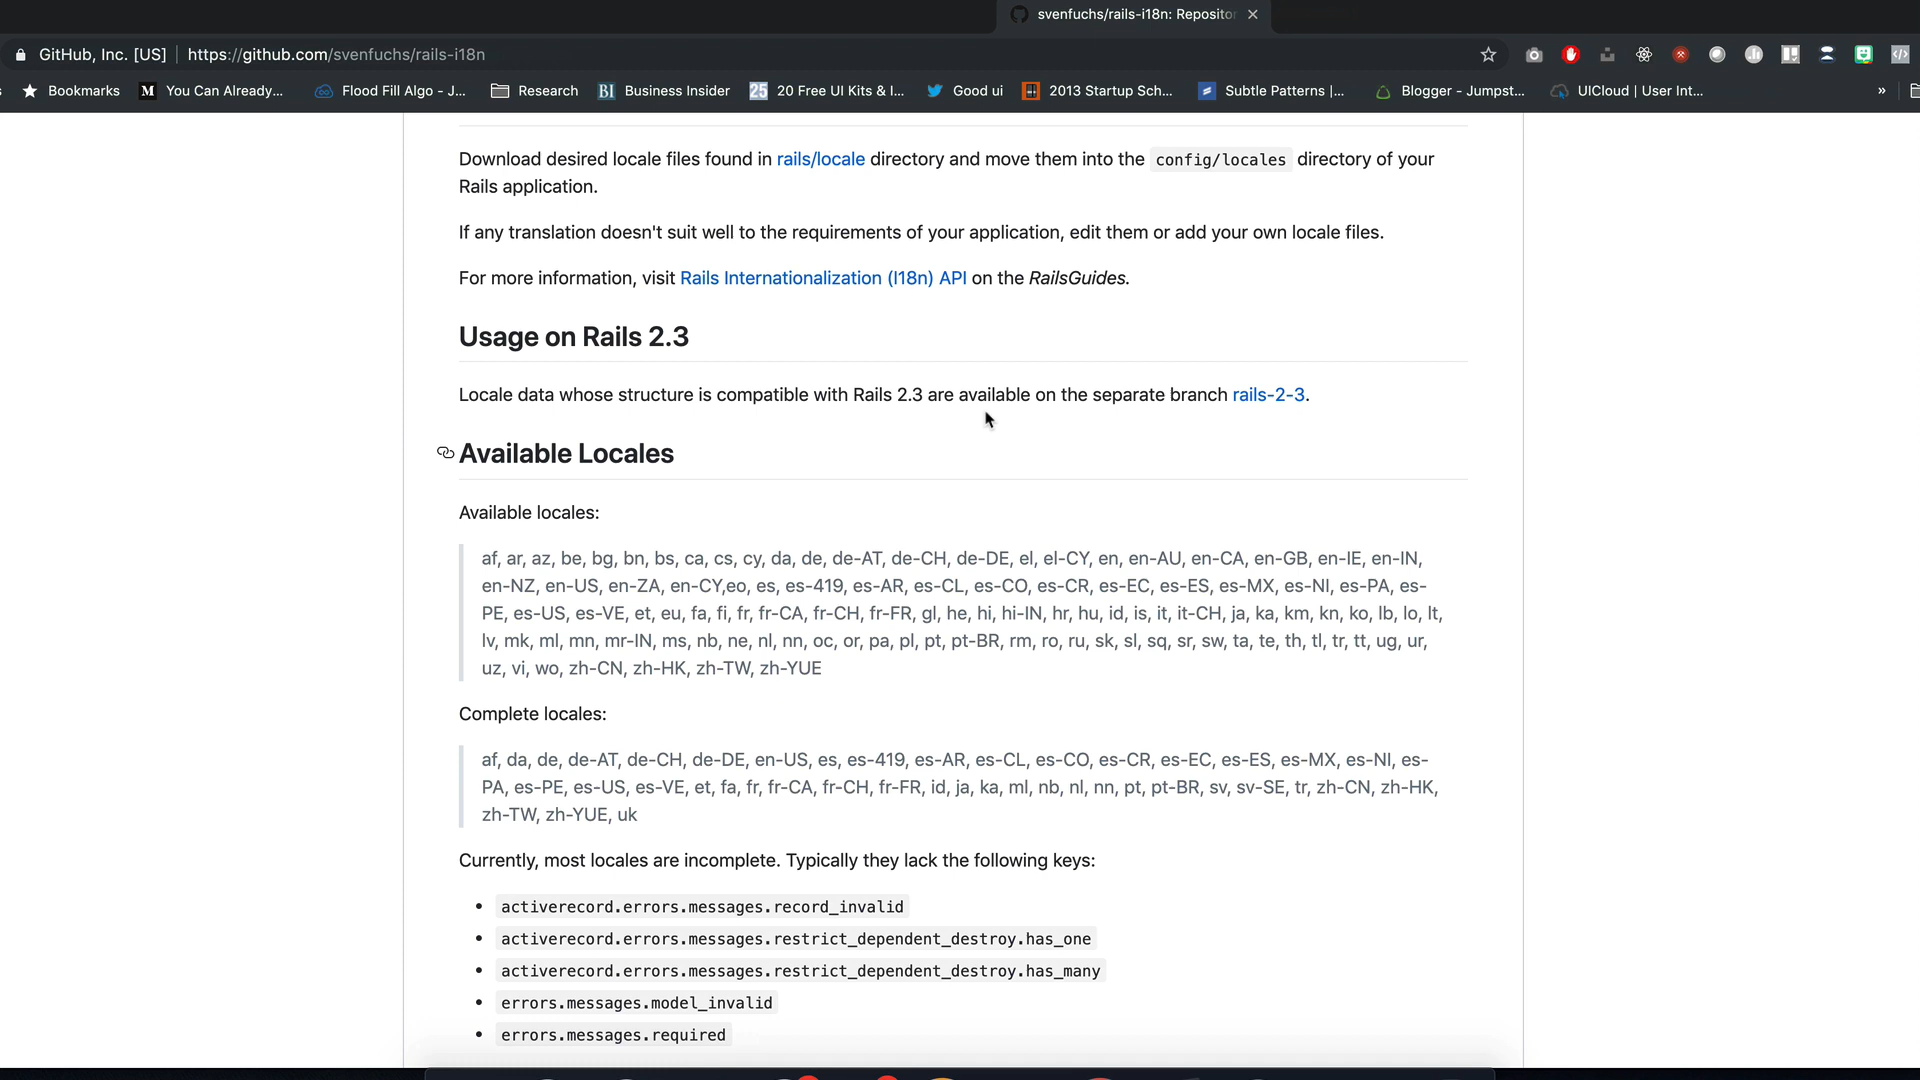 svenfuchs/rails-i18n: Repositor
GitHub, Inc. [US] https://github.com/svenfuchs/rails-i18n
Bookmarks You Can Already... Flood Fill Algo - J... Research Business Insider 20 Free UI Kits & I... Good ui 2013 Startup Sch... Subtle Patterns |... Blogger - Jumpst... UICloud | User Int... »
Download desired locale files found in rails/locale directory and move them into the config/locales directory of your
Rails application.
If any translation doesn't suit well to the requirements of your application, edit them or add your own locale files.
For more information, visit Rails Internationalization (I18n) API on the RailsGuides.
Usage on Rails 2.3
Locale data whose structure is compatible with Rails 2.3 are available on the separate branch rails-2-3.
Available Locales
Available locales:
af, ar, az, be, bg, bn, bs, ca, cs, cy, da, de, de-AT, de-CH, de-DE, el, el-CY, en, en-AU, en-CA, en-GB, en-IE, en-IN,
en-NZ, en-US, en-ZA, en-CY,eo, es, es-419, es-AR, es-CL, es-CO, es-CR, es-EC, es-ES, es-MX, es-NI, es-PA, es-
PE, es-US, es-VE, et, eu, fa, fi, fr, fr-CA, fr-CH, fr-FR, gl, he, hi, hi-IN, hr, hu, id, is, it, it-CH, ja, ka, km, kn, ko, lb, lo, lt,
lv, mk, ml, mn, mr-IN, ms, nb, ne, nl, nn, oc, or, pa, pl, pt, pt-BR, rm, ro, ru, sk, sl, sq, sr, sw, ta, te, th, tl, tr, tt, ug, ur,
uz, vi, wo, zh-CN, zh-HK, zh-TW, zh-YUE
Complete locales:
af, da, de, de-AT, de-CH, de-DE, en-US, es, es-419, es-AR, es-CL, es-CO, es-CR, es-EC, es-ES, es-MX, es-NI, es-
PA, es-PE, es-US, es-VE, et, fa, fr, fr-CA, fr-CH, fr-FR, id, ja, ka, ml, nb, nl, nn, pt, pt-BR, sv, sv-SE, tr, zh-CN, zh-HK,
zh-TW, zh-YUE, uk
Currently, most locales are incomplete. Typically they lack the following keys:
• activerecord.errors.messages.record_invalid
• activerecord.errors.messages.restrict_dependent_destroy.has_one
• activerecord.errors.messages.restrict_dependent_destroy.has_many
• errors.messages.model_invalid
• errors.messages.required